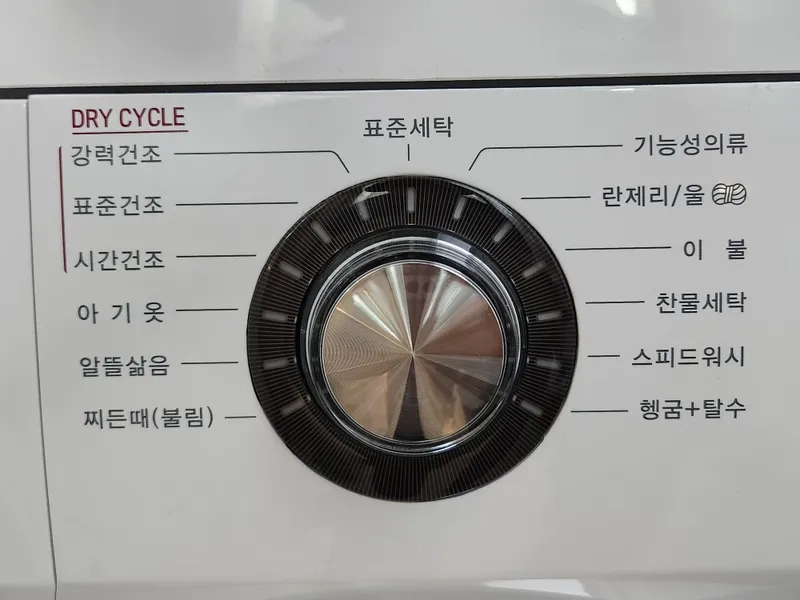 DRY CYCLE
강력건조
표준건조
시간건조
아 기 옷
알뜰삶음
찌든때(불림)
표준세탁
기능성의류
란제리/울
이 불
찬물세탁
스피드워시
헹굼+탈수